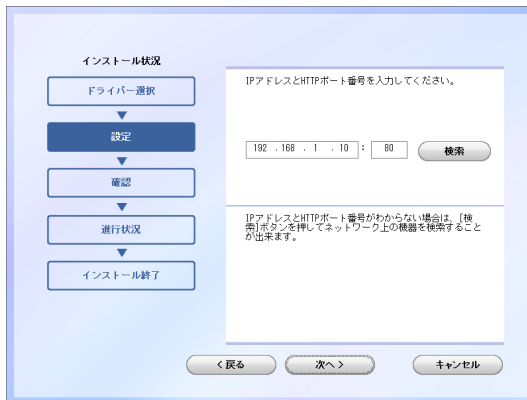 インストール状況
ドライバー選択
設定
確認
進行状況
インストール終了
IPアドレスとHTTPポート番号を入力してください。
192 .168 . 1 . 10 : 80
検索
IPアドレスとHTTPポート番号がわからない場合は、[検
索]ボタンを押してネットワーク上の機器を検索すること
が出来ます。
< 戻る
次へ >
キャンセル